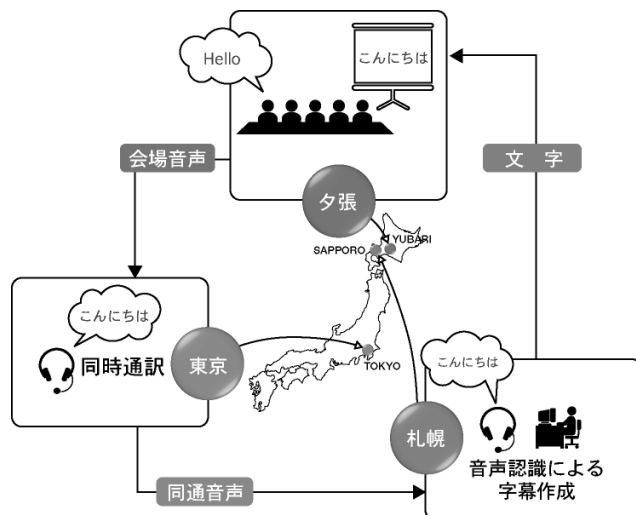 Hello
こんにちは
会場音声
文 字
夕張
SAPPORO
YUBARI
こんにちは
同時通訳
東京
TOKYO
こんにちは
札幌
音声認識による
字幕作成
同通音声